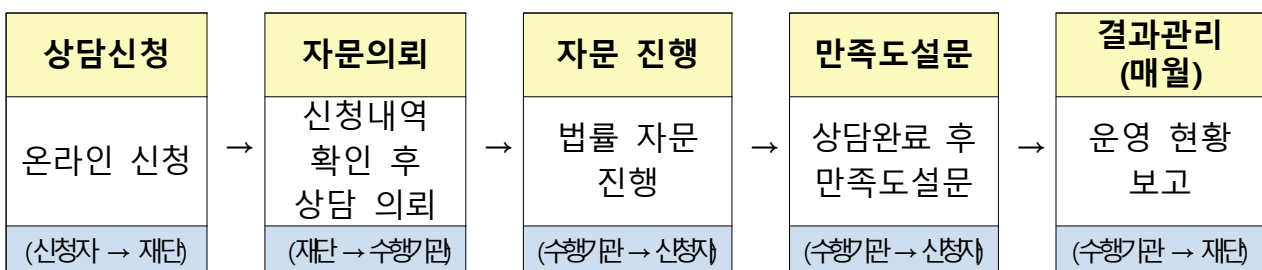 상담신청
온라인 신청
(신청자 → 재단)
→
자문의뢰
신청내역
확인 후
상담 의뢰
(재단 → 수행기관)
→
자문 진행
법률 자문
진행
(수행기관 → 신청자)
→
만족도설문
상담완료 후
만족도설문
(수행기관 → 신청자)
→
결과관리
(매월)
운영 현황
보고
(수행기관 → 재단)